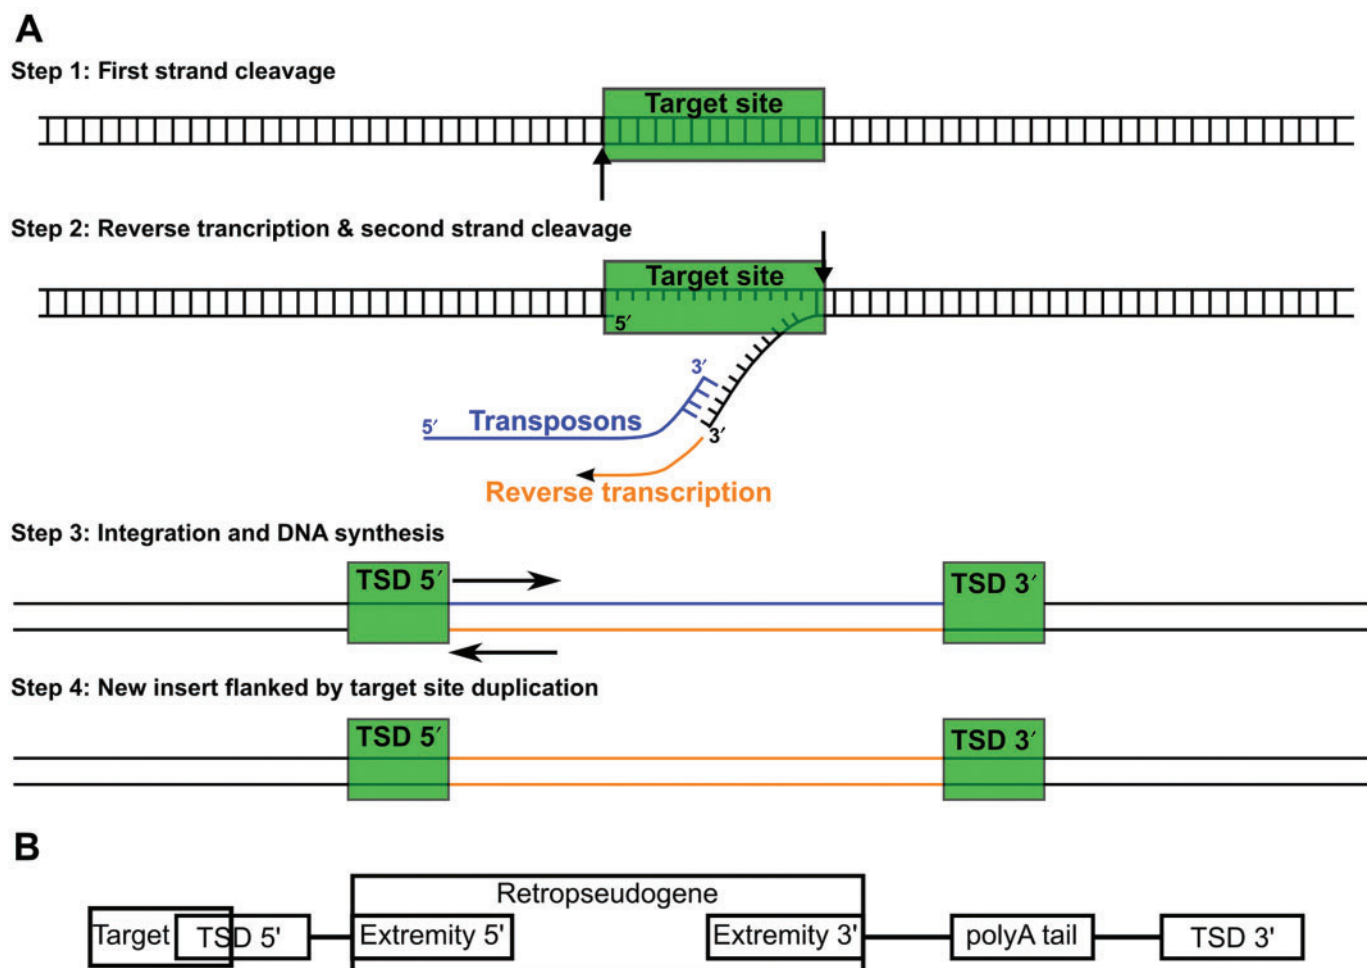 A
Step 1: First strand cleavage
Target site
Step 2: Reverse trancription & second strand cleavage
Target site
5′
3′
5′
Transposons
3′
Reverse transcription
Step 3: Integration and DNA synthesis
TSD 5′
TSD 3′
Step 4: New insert flanked by target site duplication
TSD 5′
TSD 3′
B
Retropseudogene
Target
TSD 5'
Extremity 5'
Extremity 3'
polyA tail
TSD 3'